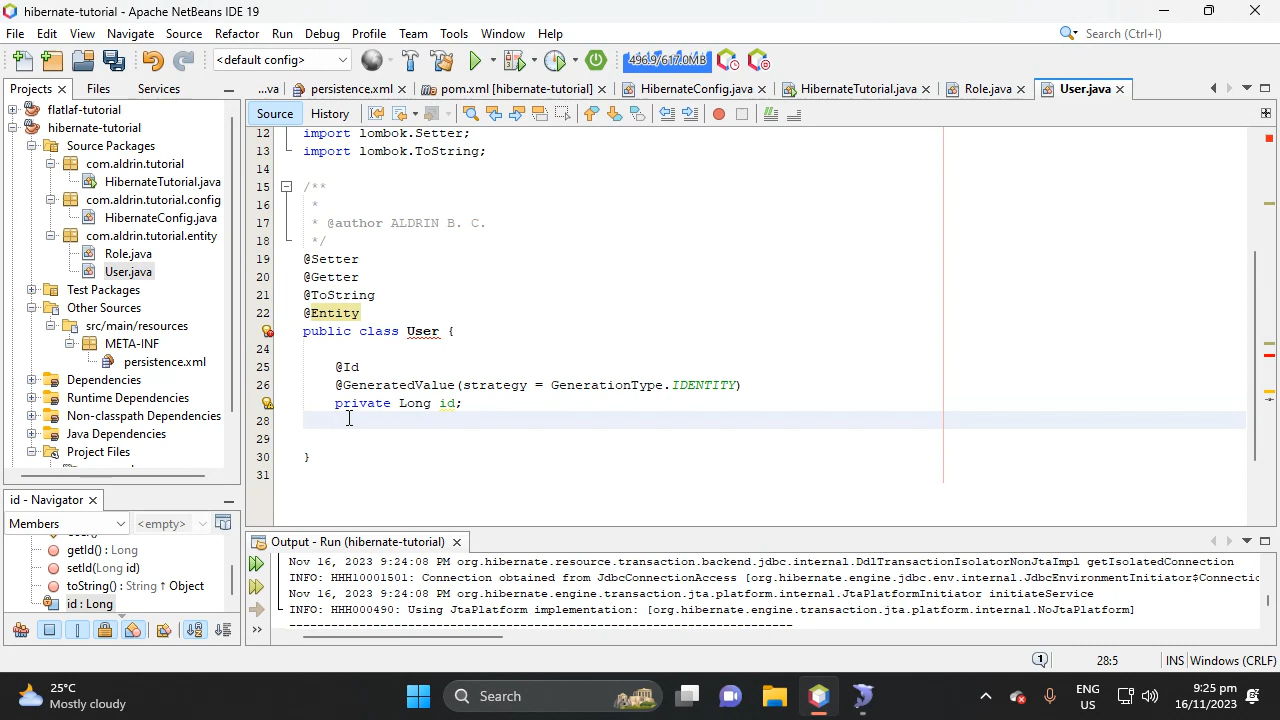 hibernate-tutorial - Apache NetBeans IDE 19
File Edit View Navigate Source Refactor Run Debug Profile Team Tools Window Help
Search (Ctrl+I)
<default config>
496.9/617.0MB
Projects Files Services
...va persistence.xml pom.xml [hibernate-tutorial] HibernateConfig.java HibernateTutorial.java Role.java User.java
Source History
flatlaf-tutorial
hibernate-tutorial
Source Packages
com.aldrin.tutorial
HibernateTutorial.java
com.aldrin.tutorial.config
HibernateConfig.java
com.aldrin.tutorial.entity
Role.java
User.java
Test Packages
Other Sources
src/main/resources
META-INF
persistence.xml
Dependencies
Runtime Dependencies
Non-classpath Dependencies
Java Dependencies
Project Files
12 import lombok.Setter;
13 import lombok.ToString;
14
15 /**
16 *
17 * @author ALDRIN B. C.
18 */
19 @Setter
20 @Getter
21 @ToString
22 @Entity
public class User {
24
25 @Id
26 @GeneratedValue(strategy = GenerationType.IDENTITY)
private Long id;
28
29
30 }
31
id - Navigator
Members
<empty>
getId() : Long
setId(Long id)
toString() : String ↑ Object
id : Long
Output - Run (hibernate-tutorial)
Nov 16, 2023 9:24:08 PM org.hibernate.resource.transaction.backend.jdbc.internal.DdlTransactionIsolatorNonJtaImpl getIsolatedConnection
INFO: HHH10001501: Connection obtained from JdbcConnectionAccess [org.hibernate.engine.jdbc.env.internal.JdbcEnvironmentInitiator$Connectio
Nov 16, 2023 9:24:08 PM org.hibernate.engine.transaction.jta.platform.internal.JtaPlatformInitiator initiateService
INFO: HHH000490: Using JtaPlatform implementation: [org.hibernate.engine.transaction.jta.platform.internal.NoJtaPlatform]
------------------------------------------------------------------------
1 28:5 INS Windows (CRLF)
25°C
Mostly cloudy
Search
ENG
US
9:25 pm
16/11/2023